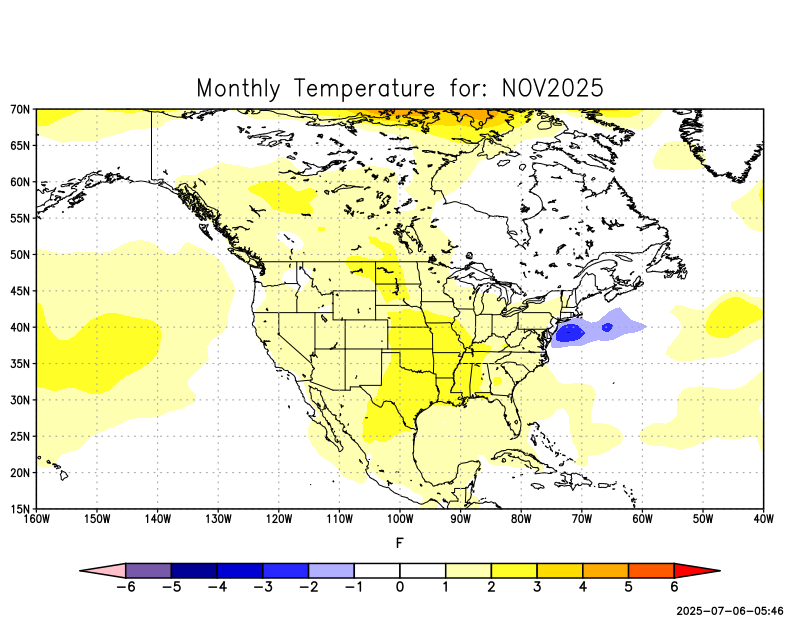 Monthly Temperature for: NOV2025
70N
65N
60N
55N
50N
45N
40N
35N
30N
25N
20N
15N
160W 150W 140W 130W 120W 110W 100W 90W 80W 70W 60W 50W 40W
F
-6 -5 -4 -3 -2 -1 0 1 2 3 4 5 6
2025-07-06-05:46